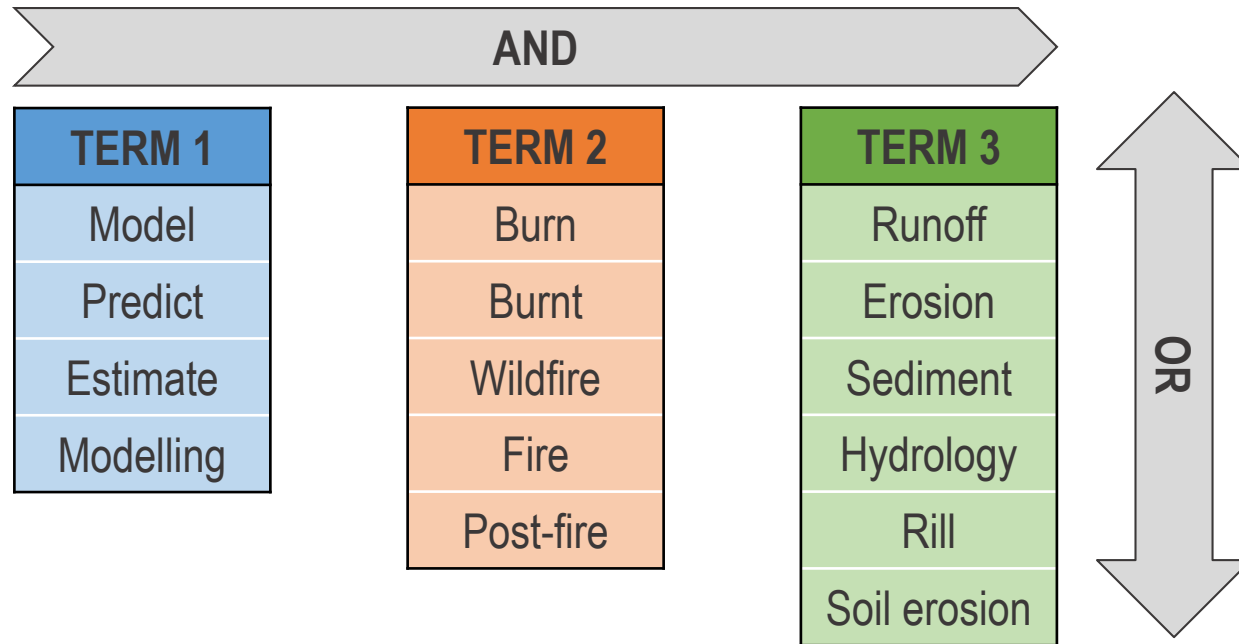 AND
TERM 1
Model
Predict
Estimate
Modelling
TERM 2
Burn
Burnt
Wildfire
Fire
Post-fire
TERM 3
Runoff
Erosion
Sediment
Hydrology
Rill
Soil erosion
OR